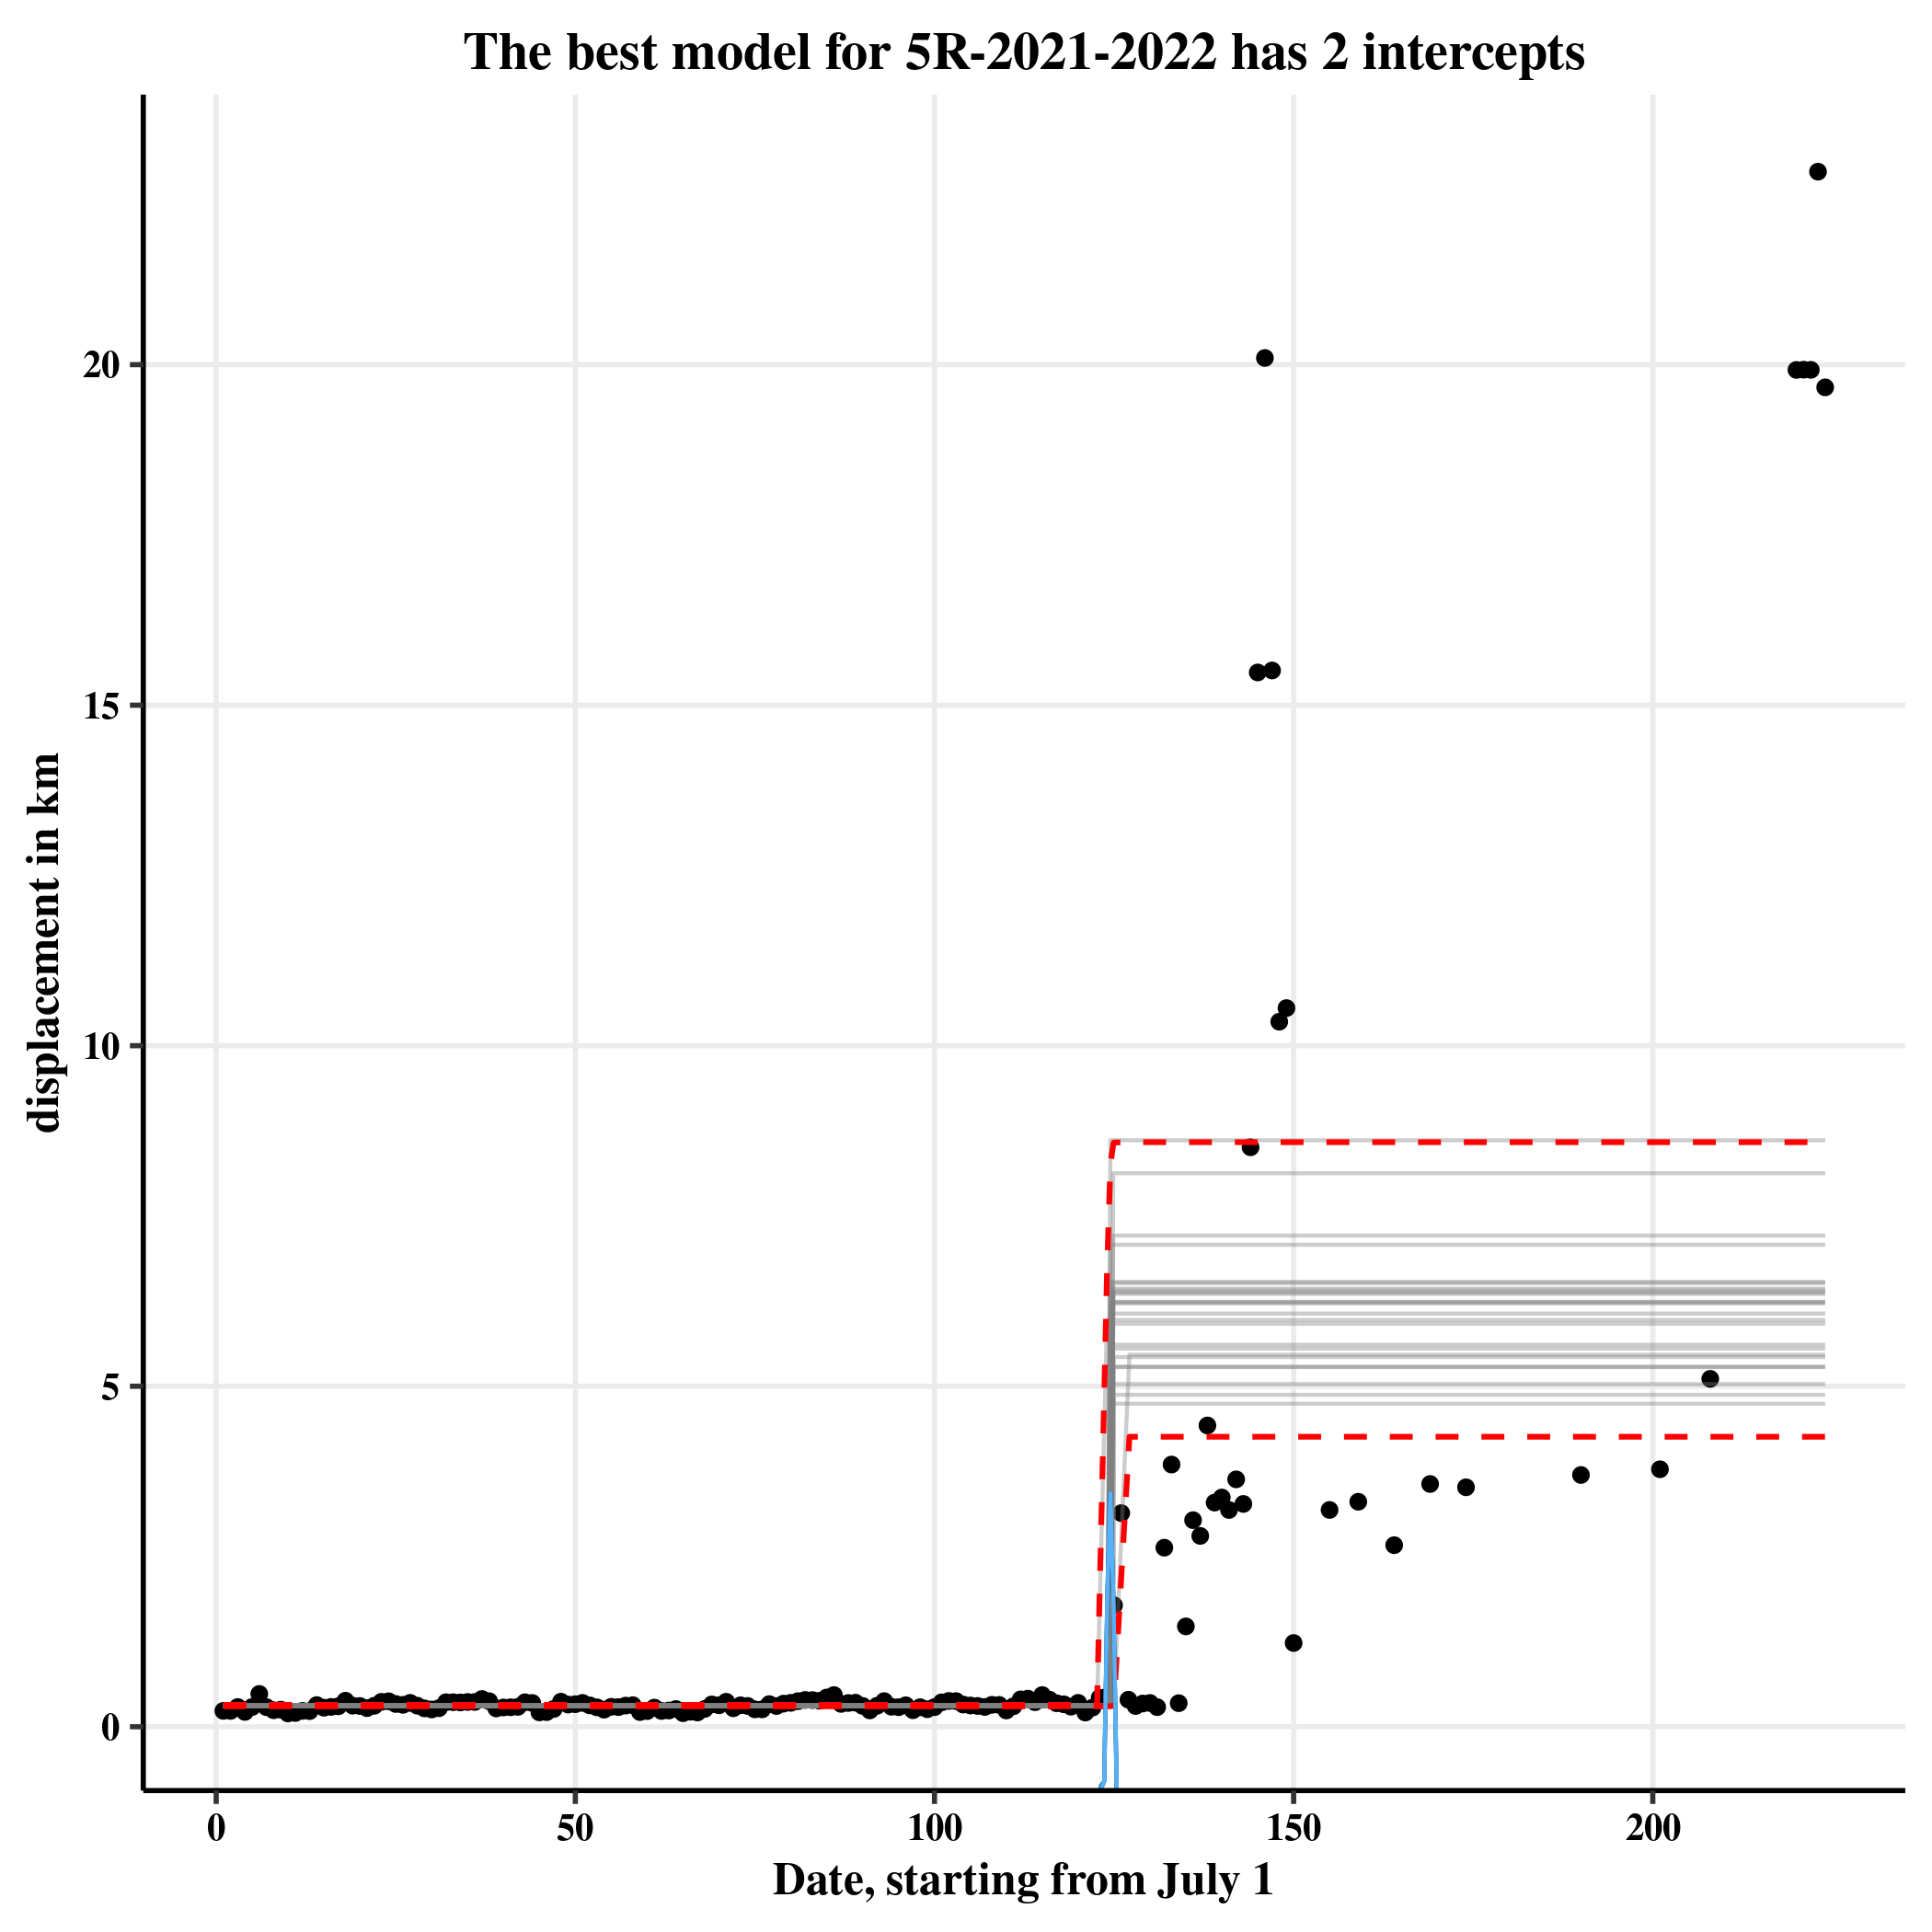 The best model for 5R-2021-2022 has 2 intercepts
displacement in km
20
15
10
5
0
0 50 100 150 200
Date, starting from July 1